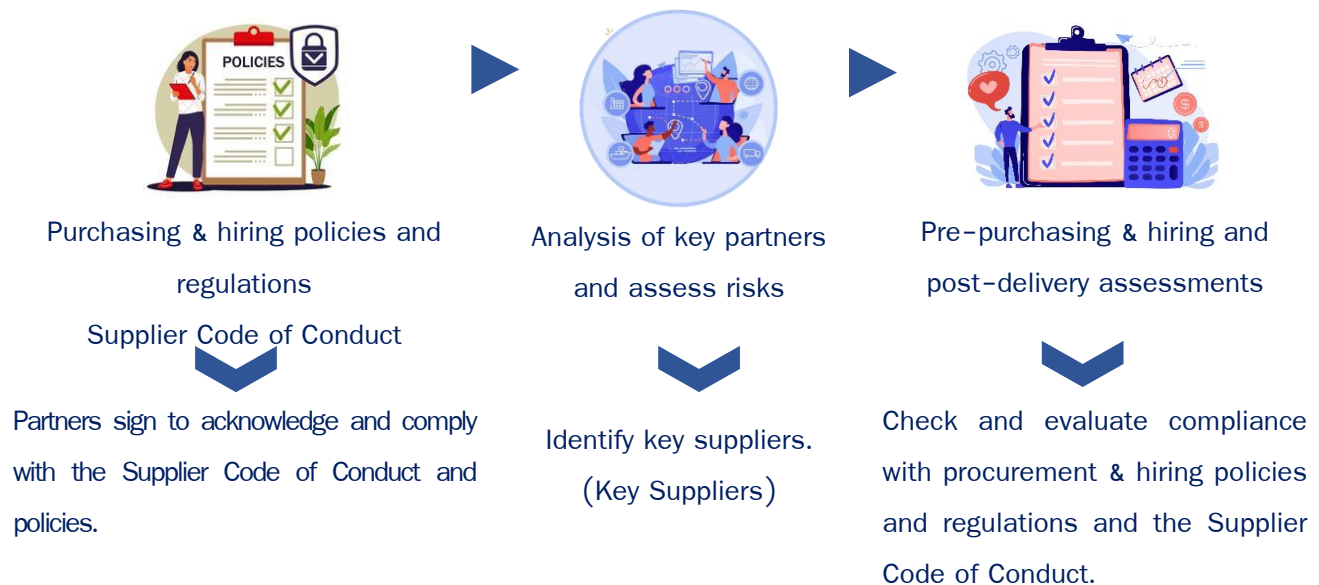 POLICIES
Purchasing & hiring policies and
regulations
Supplier Code of Conduct
Partners sign to acknowledge and comply
with the Supplier Code of Conduct and
policies.
Analysis of key partners
and assess risks
Identify key suppliers.
(Key Suppliers)
Pre-purchasing & hiring and
post-delivery assessments
Check and evaluate compliance
with procurement & hiring policies
and regulations and the Supplier
Code of Conduct.